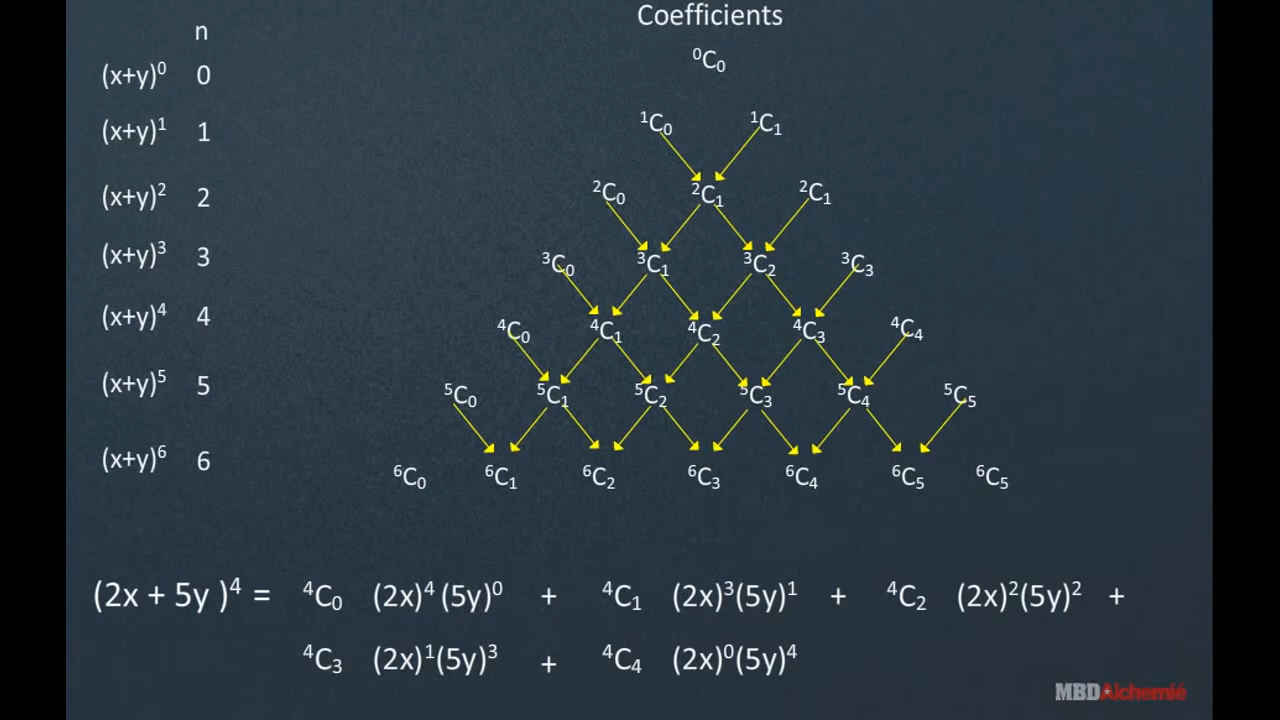 Coefficients
n
(x+y)⁰ 0 ⁰C₀
(x+y)¹ 1 ¹C₀ ¹C₁
(x+y)² 2 ²C₀ ²C₁ ²C₁
(x+y)³ 3 ³C₀ ³C₁ ³C₂ ³C₃
(x+y)⁴ 4 ⁴C₀ ⁴C₁ ⁴C₂ ⁴C₃ ⁴C₄
(x+y)⁵ 5 ⁵C₀ ⁵C₁ ⁵C₂ ⁵C₃ ⁵C₄ ⁵C₅
(x+y)⁶ 6 ⁶C₀ ⁶C₁ ⁶C₂ ⁶C₃ ⁶C₄ ⁶C₅ ⁶C₅
(2x + 5y )⁴ = ⁴C₀ (2x)⁴ (5y)⁰ + ⁴C₁ (2x)³(5y)¹ + ⁴C₂ (2x)²(5y)² +
⁴C₃ (2x)¹(5y)³ + ⁴C₄ (2x)⁰(5y)⁴
MBDAlchemié